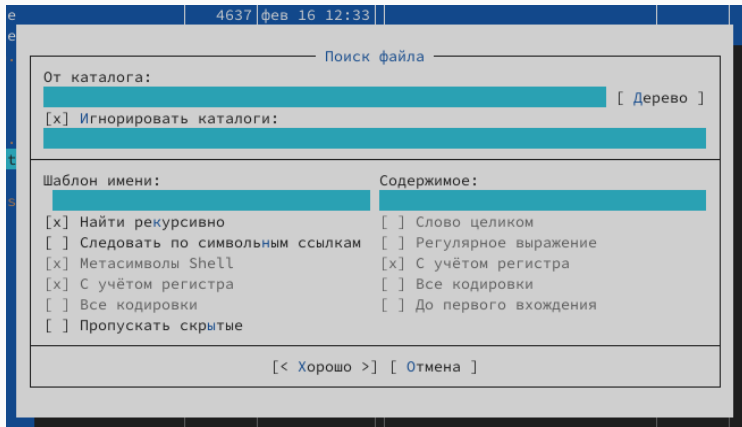 е 4637 фев 16 12:33
е
.
Поиск файла
От каталога:
[ Дерево ]
[x] Игнорировать каталоги:
.
t
Шаблон имени: Содержимое:
s
[x] Найти рекурсивно [ ] Слово целиком
[ ] Следовать по символьным ссылкам [ ] Регулярное выражение
[x] Метасимволы Shell [x] С учётом регистра
[x] С учётом регистра [ ] Все кодировки
[ ] Все кодировки [ ] До первого вхождения
[ ] Пропускать скрытые
[< Хорошо >] [ Отмена ]